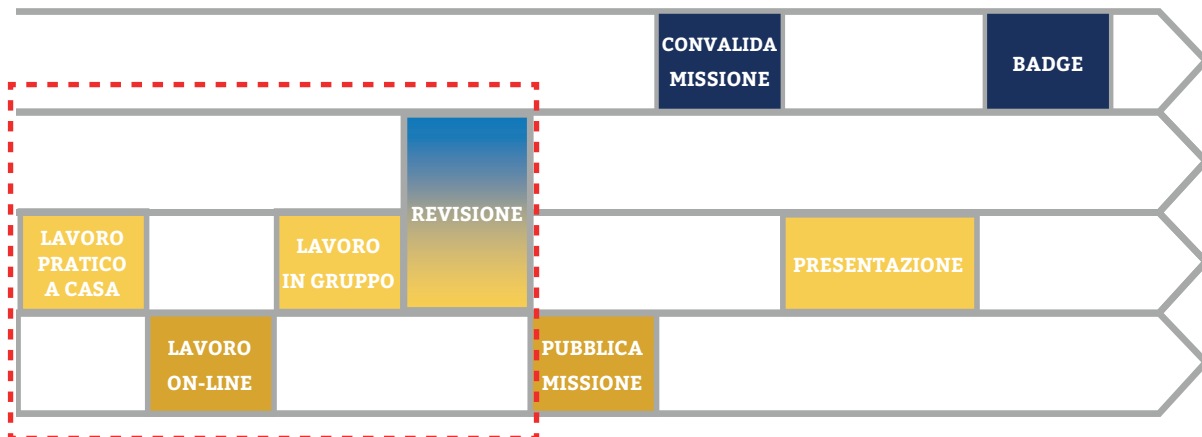 CONVALIDA
MISSIONE
BADGE
REVISIONE
LAVORO
PRATICO
A CASA
LAVORO
IN GRUPPO
PRESENTAZIONE
LAVORO
ON-LINE
PUBBLICA
MISSIONE